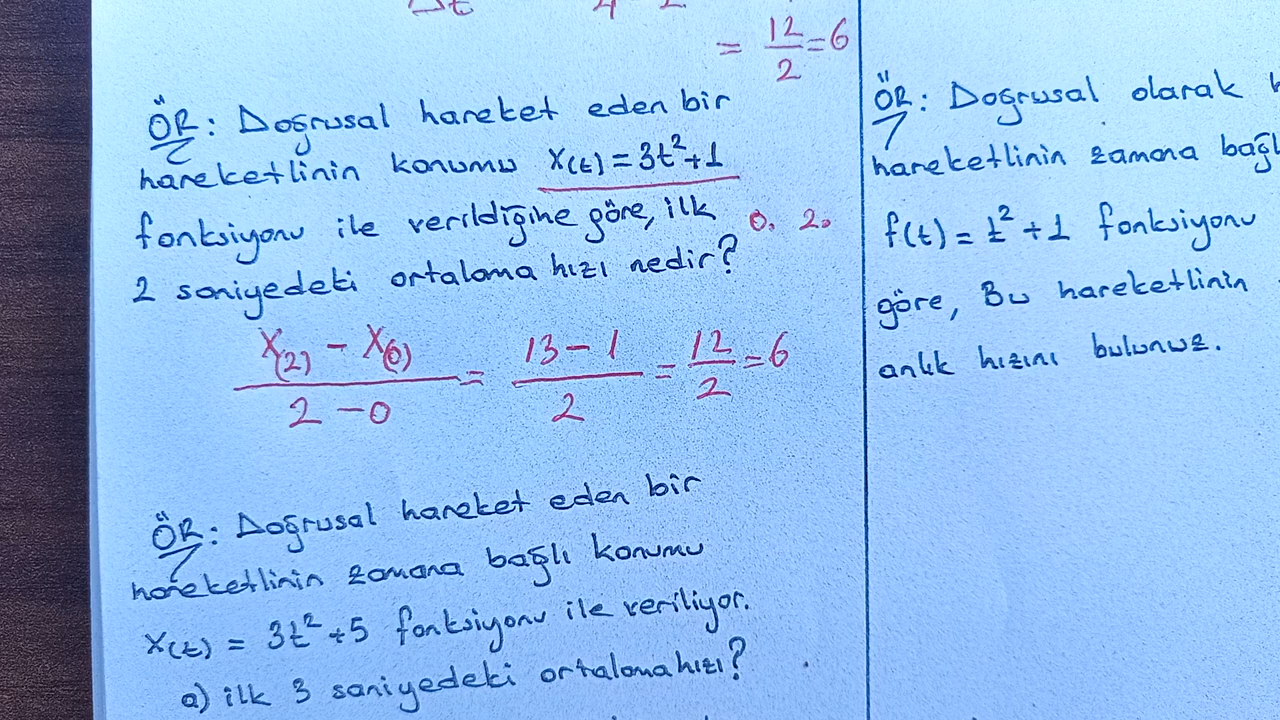 = 12/2 = 6
ÖR: Doğrusal hareket eden bir
hareketlinin konumu x(t) = 3t²+1
fonksiyonu ile verildiğine göre, ilk
0. 2.
2 saniyedeki ortalama hızı nedir?
(x(2) - x(0))/(2 - 0) = (13 - 1)/2 = 12/2 = 6
ÖR: Doğrusal hareket eden bir
hareketlinin zamana bağlı konumu
x(t) = 3t²+5 fonksiyonu ile veriliyor.
a) ilk 3 saniyedeki ortalama hızı?
ÖR: Doğrusal olarak
hareketlinin zamana bağl
f(t) = t²+1 fonksiyonu
göre, Bu hareketlinin
anlık hızını bulunuz.